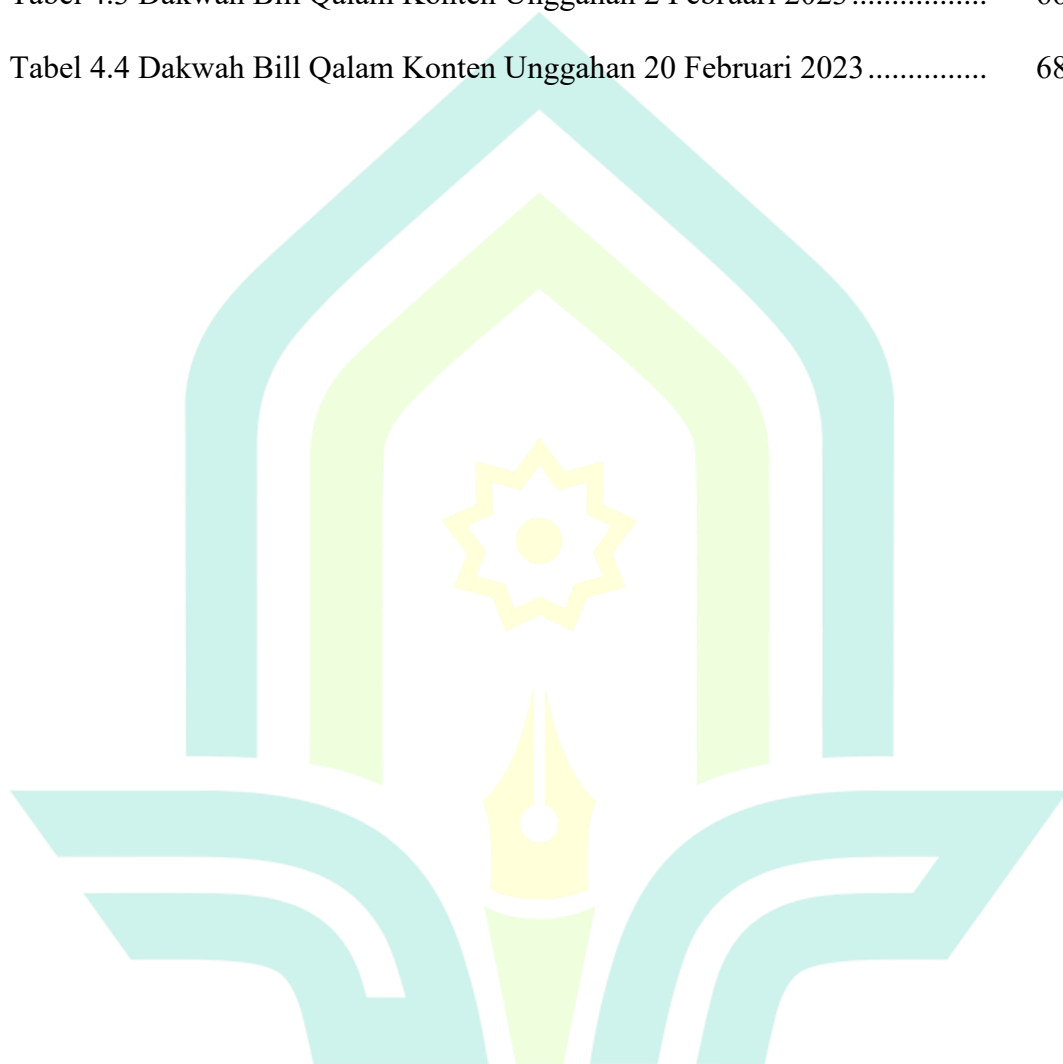 Tabel 4.3 Dakwah Bill Qalam Konten Unggahan 2 Februari 2023.................
Tabel 4.4 Dakwah Bill Qalam Konten Unggahan 20 Februari 2023............... 68